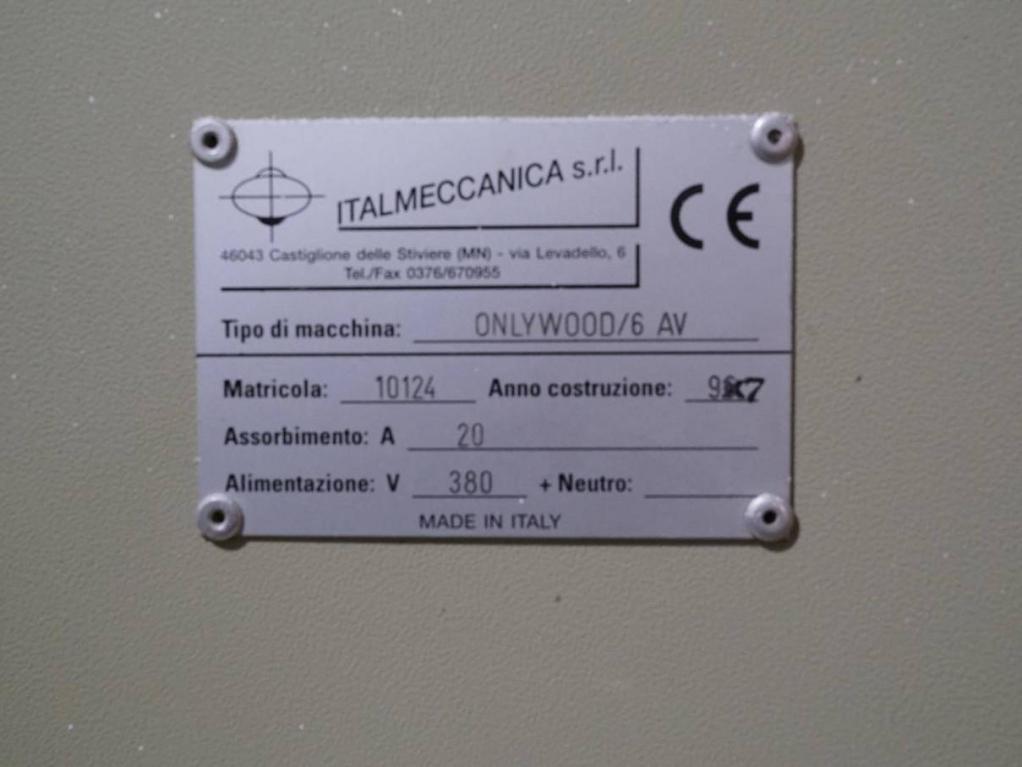 ITALMECCANICA s.r.l.
CE
46043 Castiglione delle Stiviere (MN) - via Levadello, 6
Tel./Fax 0376/670955
Tipo di macchina: ONLYWOOD/6 AV
Matricola: 10124 Anno costruzione: 97
Assorbimento: A 20
Alimentazione: V 380 + Neutro:
MADE IN ITALY